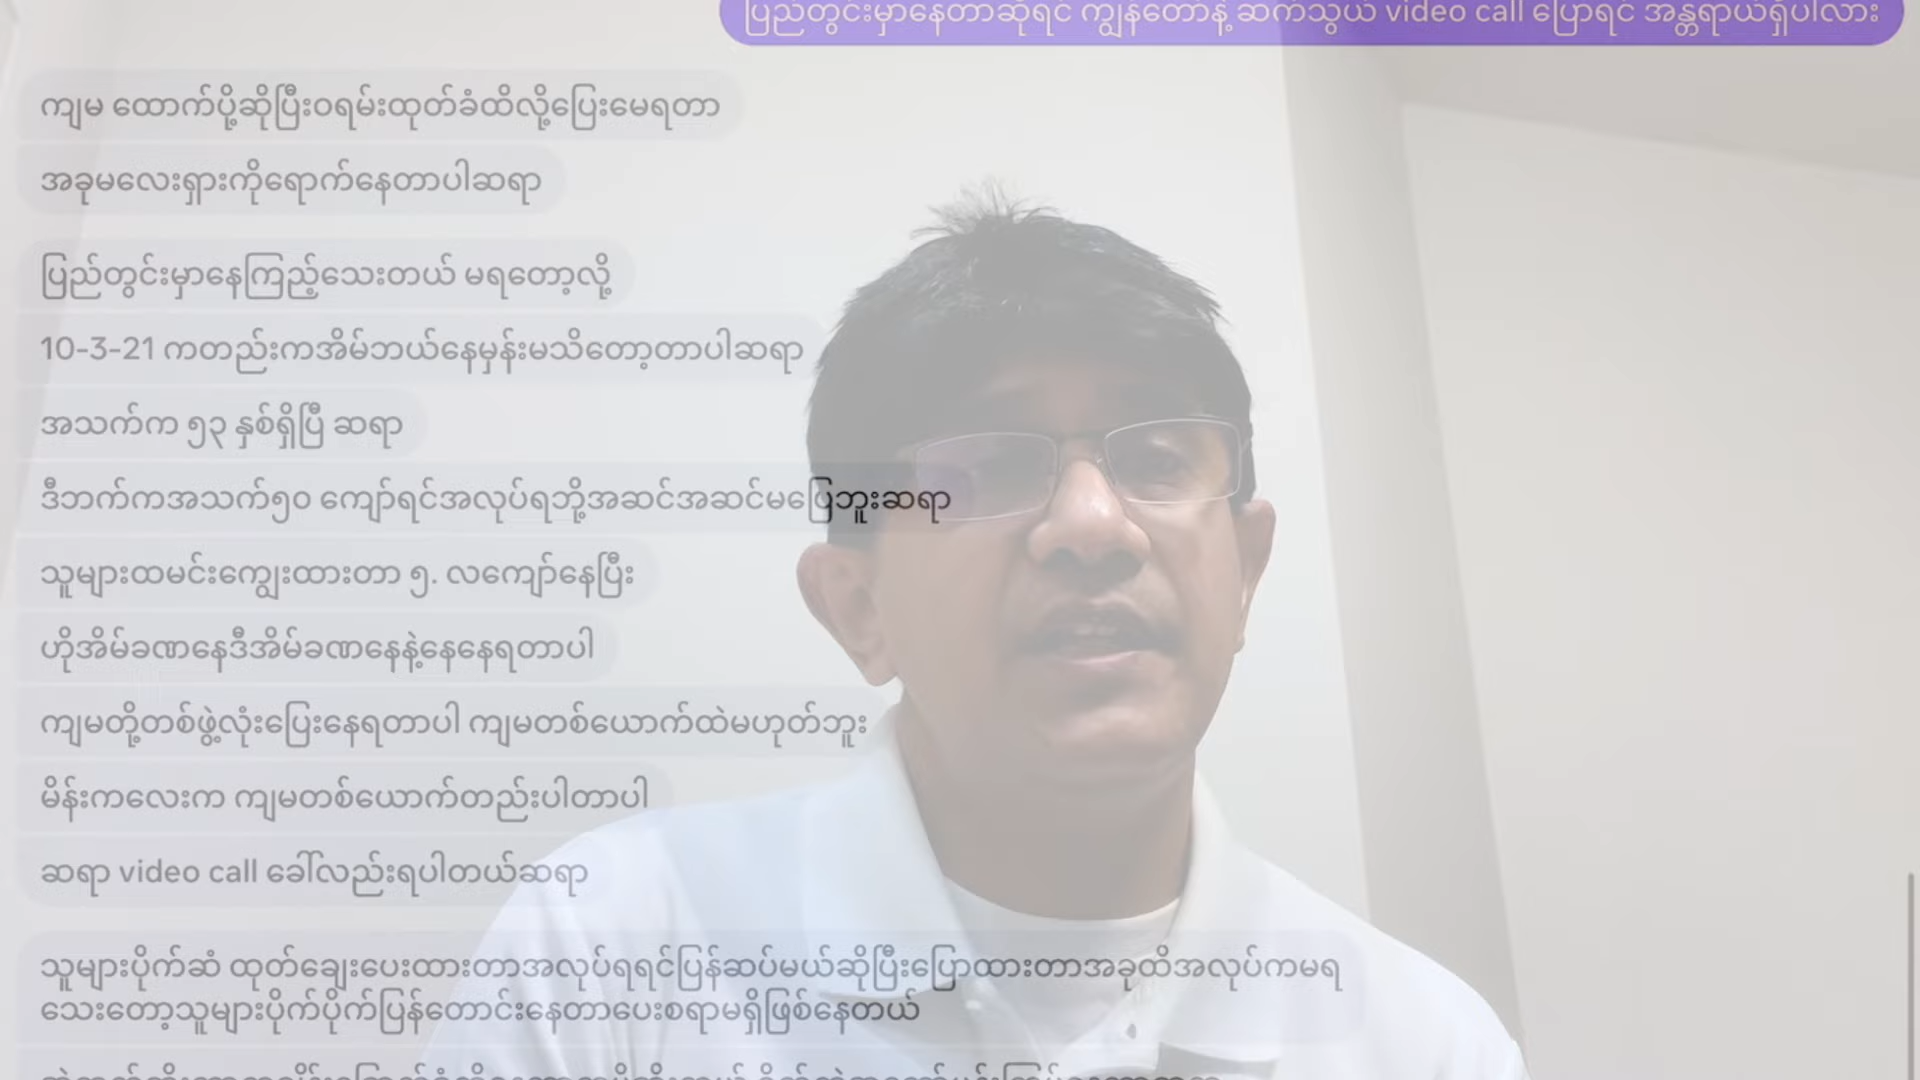 ပြည်တွင်းမှာနေတာဆိုရင် ကျွန်တော်နဲ့ ဆက်သွယ် video call ပြောရင် အန္တရာယ်ရှိပါလား
ကျမ ထောက်ပို့ဆိုပြီးဝရမ်းထုတ်ခံထိလို့ပြေးမေရတာ
အခုမလေးရှားကိုရောက်နေတာပါဆရာ
ပြည်တွင်းမှာနေကြည့်သေးတယ် မရတော့လို့
10-3-21 ကတည်းကအိမ်ဘယ်နေမှန်းမသိတော့တာပါဆရာ
အသက်က ၅၃ နှစ်ရှိပြီ ဆရာ
ဒီဘက်ကအသက်၅၀ ကျော်ရင်အလုပ်ရဘို့အဆင်အဆင်မပြေဘူးဆရာ
သူများထမင်းကျွေးထားတာ ၅. လကျော်နေပြီး
ဟိုအိမ်ခဏနေဒီအိမ်ခဏနေနဲ့နေနေရတာပါ
ကျမတို့တစ်ဖွဲ့လုံးပြေးနေရတာပါ ကျမတစ်ယောက်ထဲမဟုတ်ဘူး
မိန်းကလေးက ကျမတစ်ယောက်တည်းပါတာပါ
ဆရာ video call ခေါ်လည်းရပါတယ်ဆရာ
သူများပိုက်ဆံ ထုတ်ချေးပေးထားတာအလုပ်ရရင်ပြန်ဆပ်မယ်ဆိုပြီးပြောထားတာအခုထိအလုပ်ကမရ
သေးတော့သူများပိုက်ပိုက်ပြန်တောင်းနေတာပေးစရာမရှိဖြစ်နေတယ်